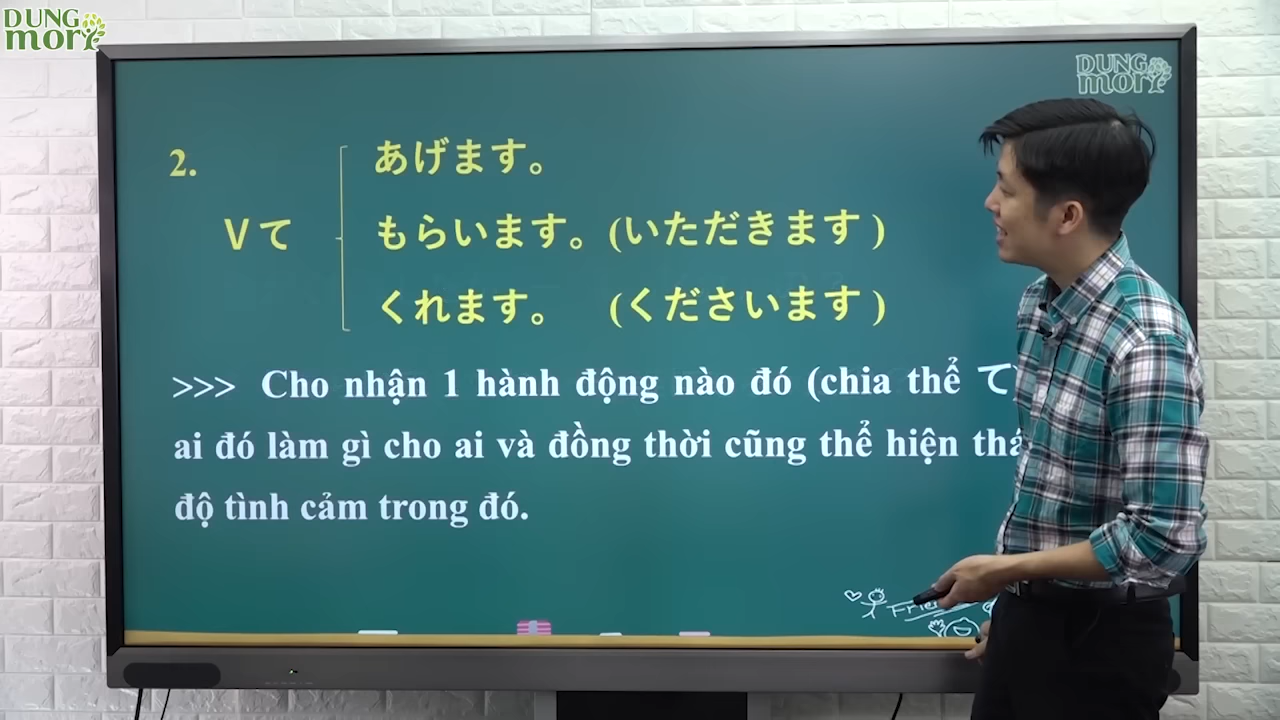 DUNG
mori
DUNG
mori
2.
あげます。
Vて
もらいます。(いただきます)
くれます。 (くださいます)
>>> Cho nhận 1 hành động nào đó (chia thể て)
ai đó làm gì cho ai và đồng thời cũng thể hiện thá
độ tình cảm trong đó.